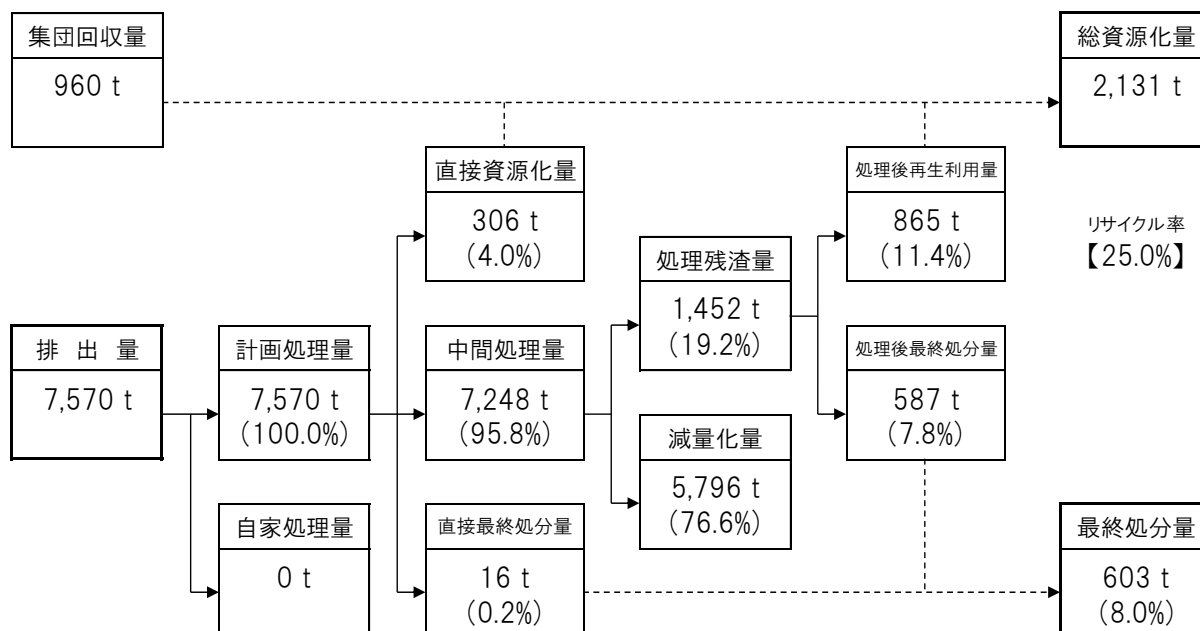 集団回収量
960 t
総資源化量
2,131 t
直接資源化量
306 t
(4.0%)
処理後再生利用量
865 t
(11.4%)
リサイクル率
【25.0%】
処理残渣量
1,452 t
(19.2%)
排 出 量
7,570 t
計画処理量
7,570 t
(100.0%)
中間処理量
7,248 t
(95.8%)
処理後最終処分量
587 t
(7.8%)
減量化量
5,796 t
(76.6%)
自家処理量
0 t
直接最終処分量
16 t
(0.2%)
最終処分量
603 t
(8.0%)